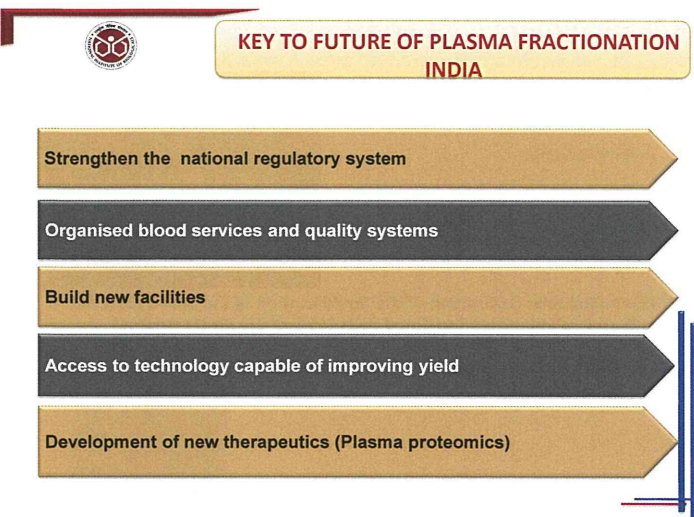 KEY TO FUTURE OF PLASMA FRACTIONATION
INDIA
Strengthen the national regulatory system
Organised blood services and quality systems
Build new facilities
Access to technology capable of improving yield
Development of new therapeutics (Plasma proteomics)